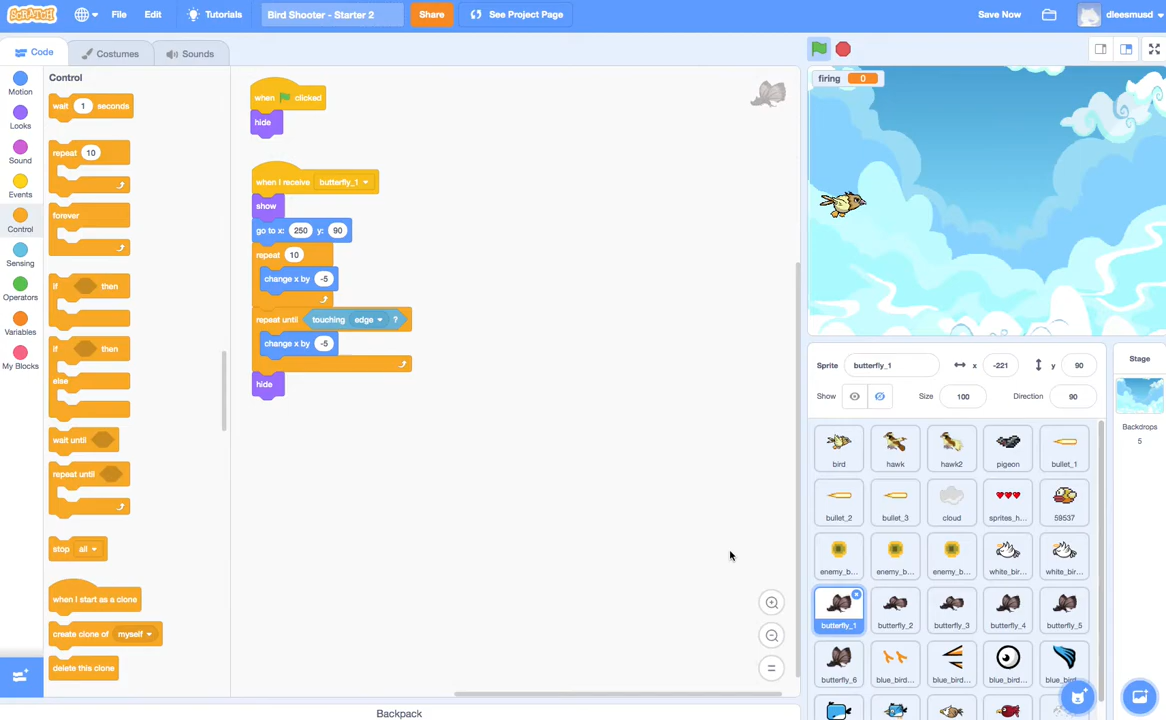 SCRATCH File Edit Tutorials Bird Shooter - Starter 2 Share See Project Page Save Now dleesmusd
Code Costumes Sounds
Motion
Looks
Sound
Events
Control
Sensing
Operators
Variables
My Blocks
Control
wait 1 seconds
repeat 10
forever
if then
if then
else
wait until
repeat until
stop all
when I start as a clone
create clone of myself
delete this clone
when clicked
hide
when I receive butterfly_1
show
go to x: 250 y: 90
repeat 10
change x by -5
repeat until touching edge ?
change x by -5
hide
firing 0
Sprite butterfly_1 x -221 y 90
Show Size 100 Direction 90
bird hawk hawk2 pigeon bullet_1
bullet_2 bullet_3 cloud sprites_h... 59537
enemy_b... enemy_b... enemy_b... white_bir... white_bir...
butterfly_1 butterfly_2 butterfly_3 butterfly_4 butterfly_5
butterfly_6 blue_bird... blue_bird... blue_bird... blue_bird
Stage
Backdrops
5
Backpack